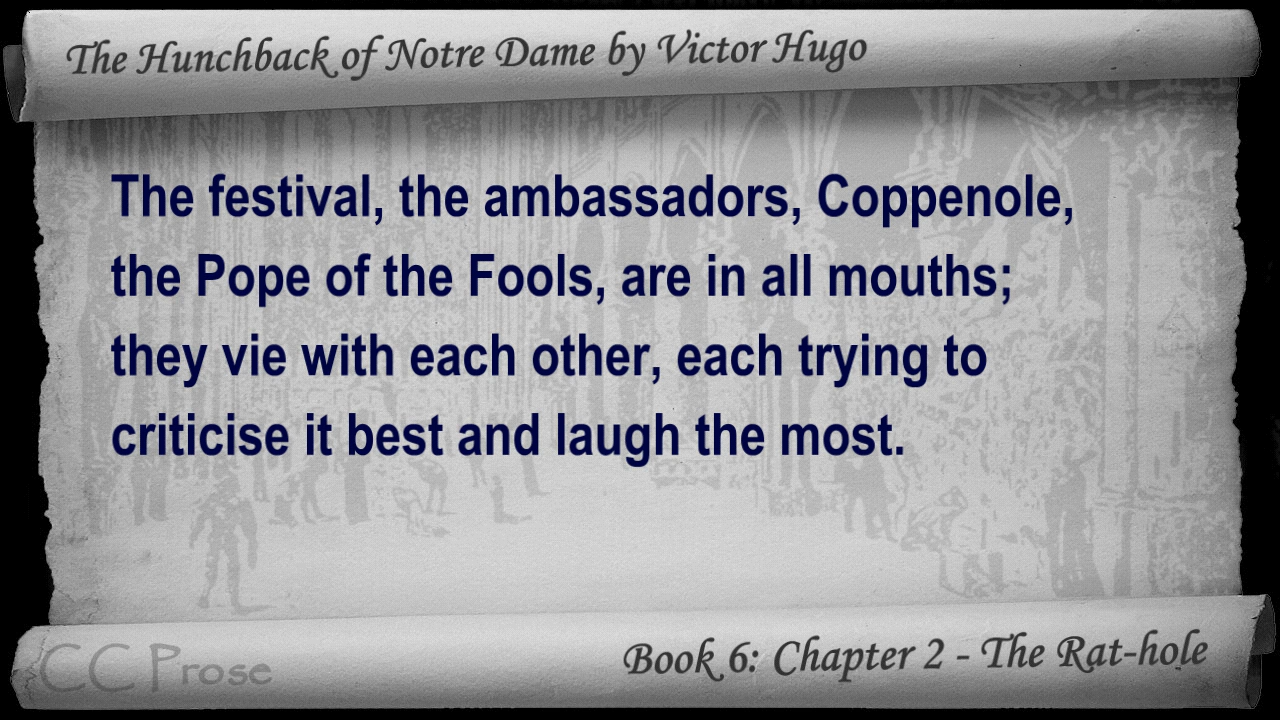 The Hunchback of Notre Dame by Victor Hugo
The festival, the ambassadors, Coppenole,
the Pope of the Fools, are in all mouths;
they vie with each other, each trying to
criticise it best and laugh the most.
CC Prose
Book 6: Chapter 2 - The Rat-hole